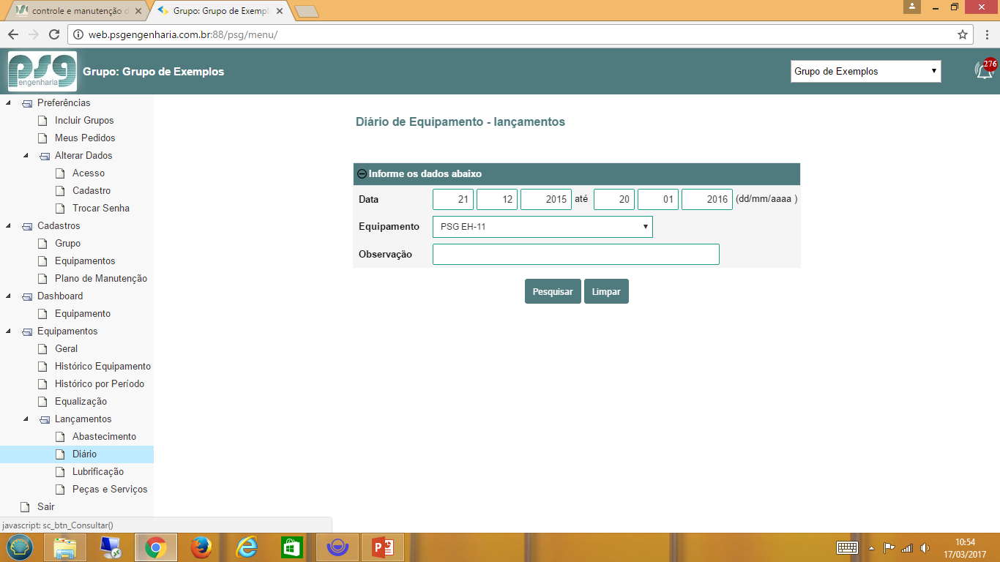 controle e manutenção d
Grupo: Grupo de Exempl
web.psgengenharia.com.br:88/psg/menu/
psg
engenharia
Grupo: Grupo de Exemplos
Grupo de Exemplos
276
Preferências
Incluir Grupos
Meus Pedidos
Alterar Dados
Acesso
Cadastro
Trocar Senha
Cadastros
Grupo
Equipamentos
Plano de Manutenção
Dashboard
Equipamento
Equipamentos
Geral
Histórico Equipamento
Histórico por Período
Equalização
Lançamentos
Abastecimento
Diário
Lubrificação
Peças e Serviços
Sair
Diário de Equipamento - lançamentos
Informe os dados abaixo
Data 21 12 2015 até 20 01 2016 (dd/mm/aaaa )
Equipamento PSG EH-11
Observação
Pesquisar Limpar
javascript: sc_btn_Consultar()
10:54
17/03/2017